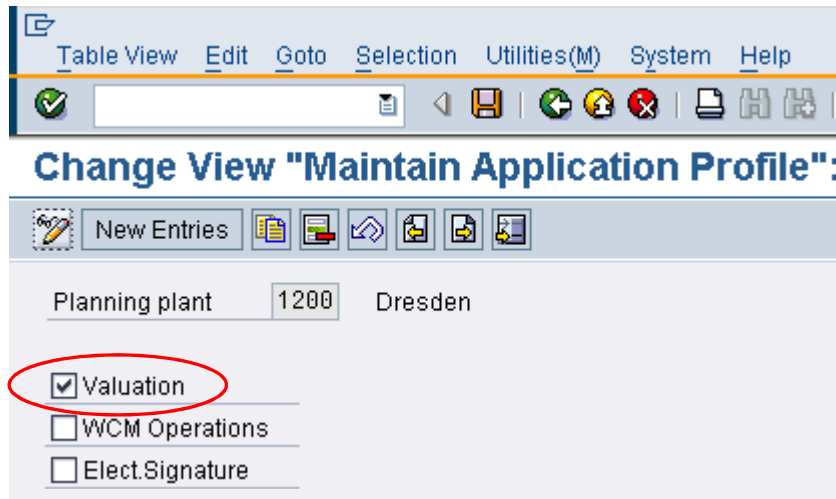 Table View Edit Goto Selection Utilities(M) System Help
Change View "Maintain Application Profile":
New Entries
Planning plant 1200 Dresden
Valuation
WCM Operations
Elect.Signature